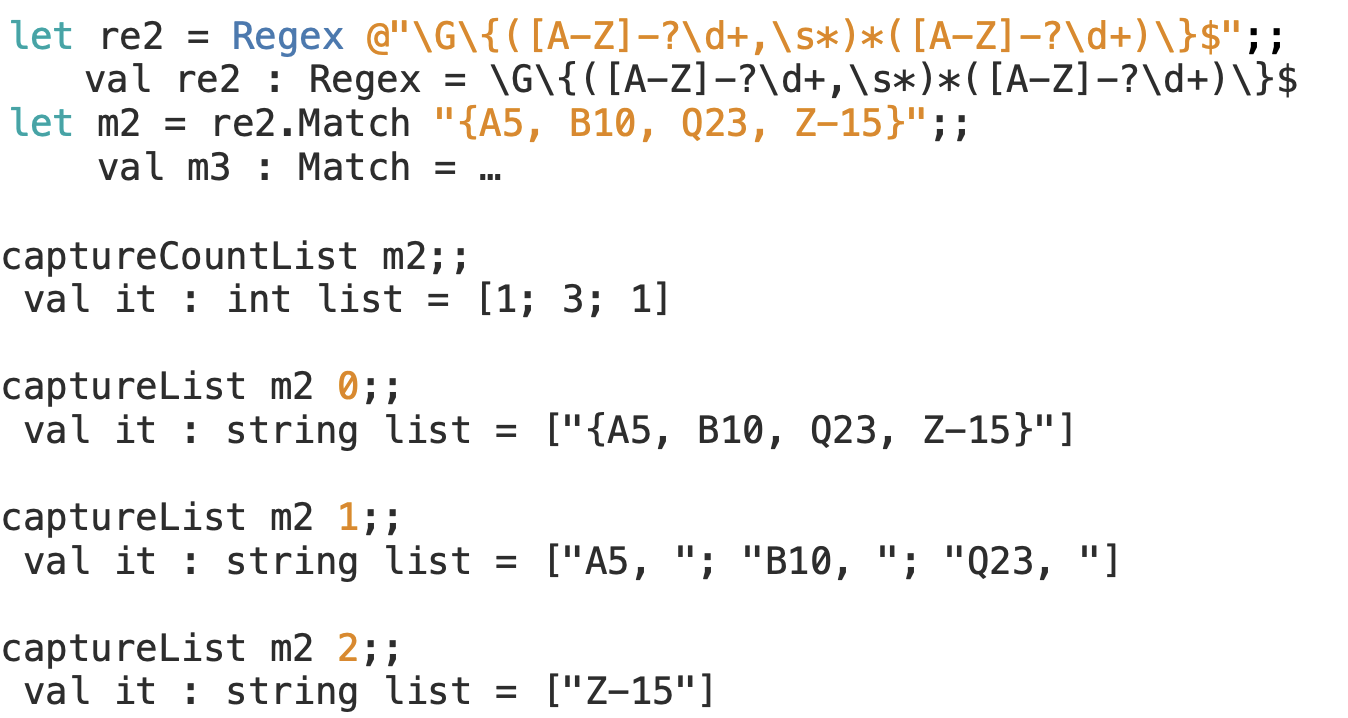 let re2 = Regex @"\G\{([A-Z]-?\d+,\s*)*([A-Z]-?\d+)\}$";;
val re2 : Regex = \G\{([A-Z]-?\d+,\s*)*([A-Z]-?\d+)\}$
let m2 = re2.Match "{A5, B10, Q23, Z-15}";;
val m3 : Match = …
captureCountList m2;;
val it : int list = [1; 3; 1]
captureList m2 0;;
val it : string list = ["{A5, B10, Q23, Z-15}"]
captureList m2 1;;
val it : string list = ["A5, "; "B10, "; "Q23, "]
captureList m2 2;;
val it : string list = ["Z-15"]